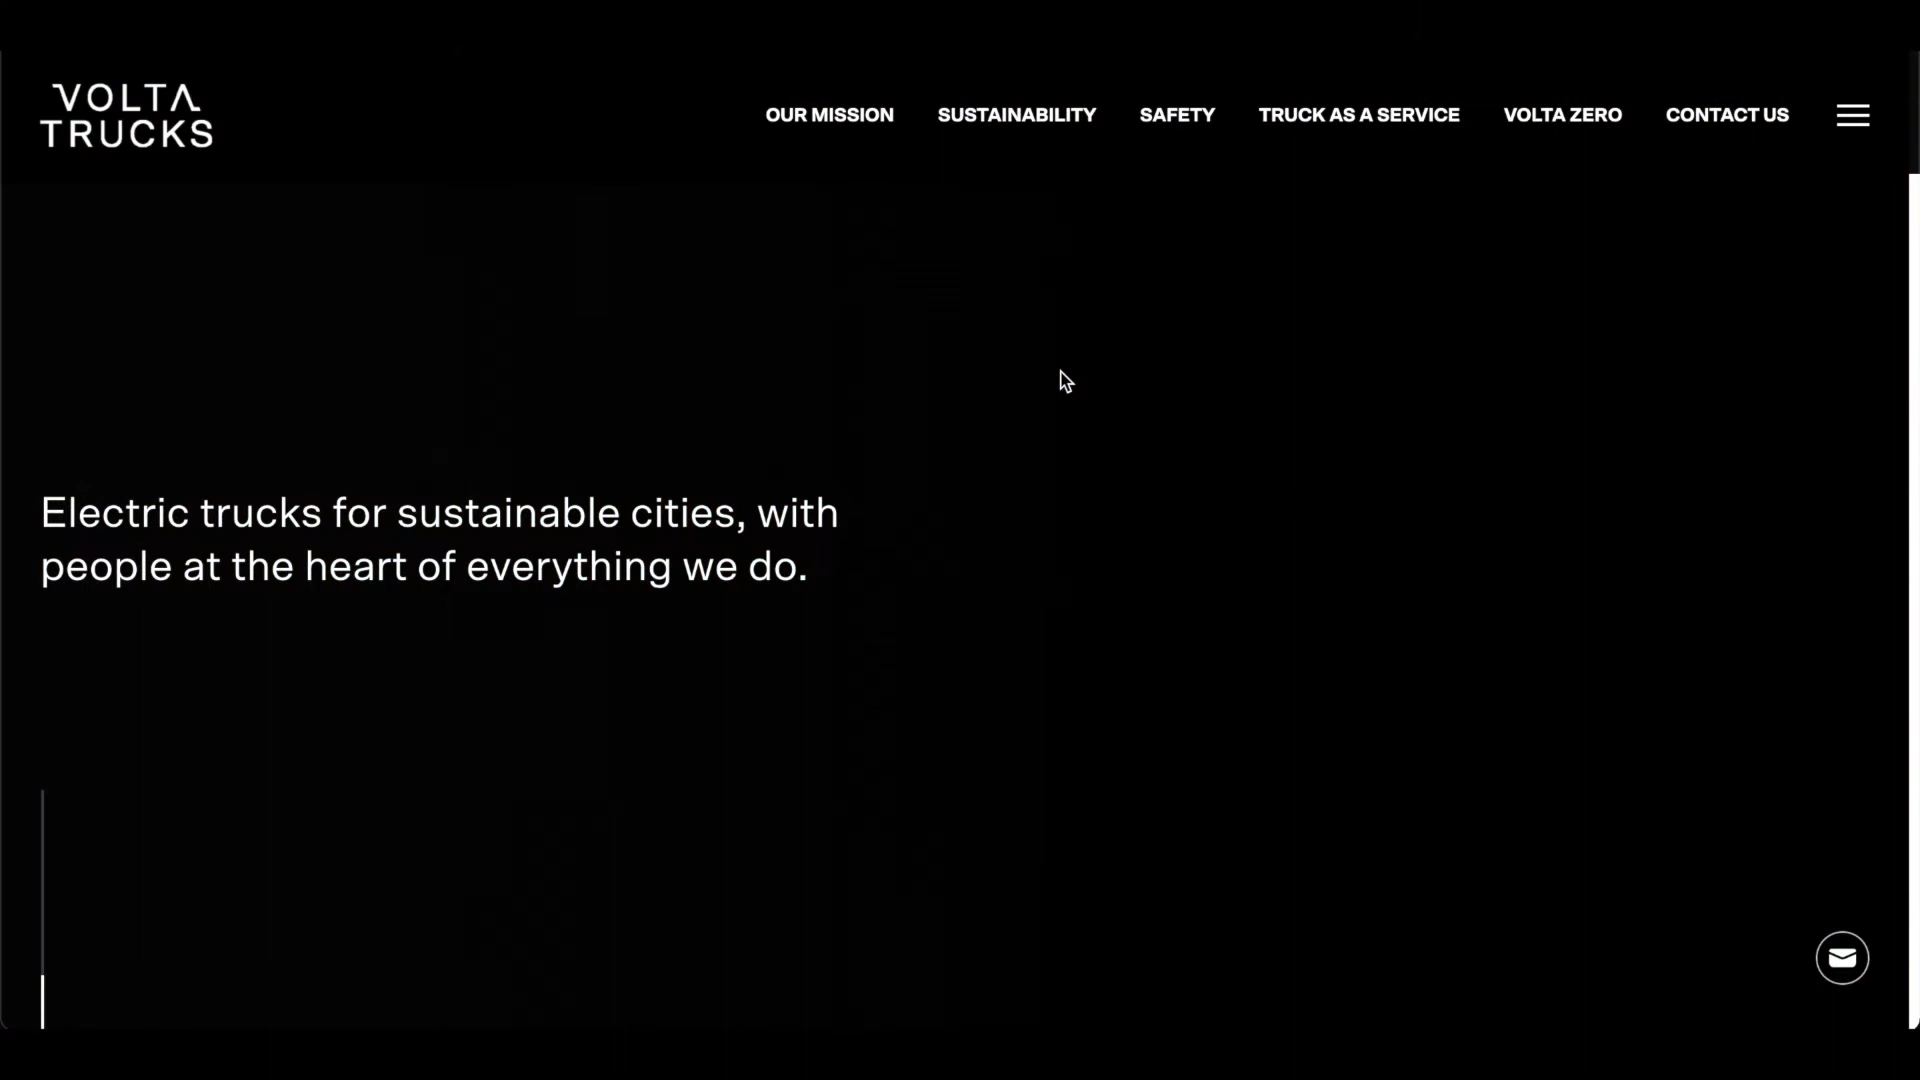 VOLTA
TRUCKS
OUR MISSION SUSTAINABILITY SAFETY TRUCK AS A SERVICE VOLTA ZERO CONTACT US
Electric trucks for sustainable cities, with
people at the heart of everything we do.